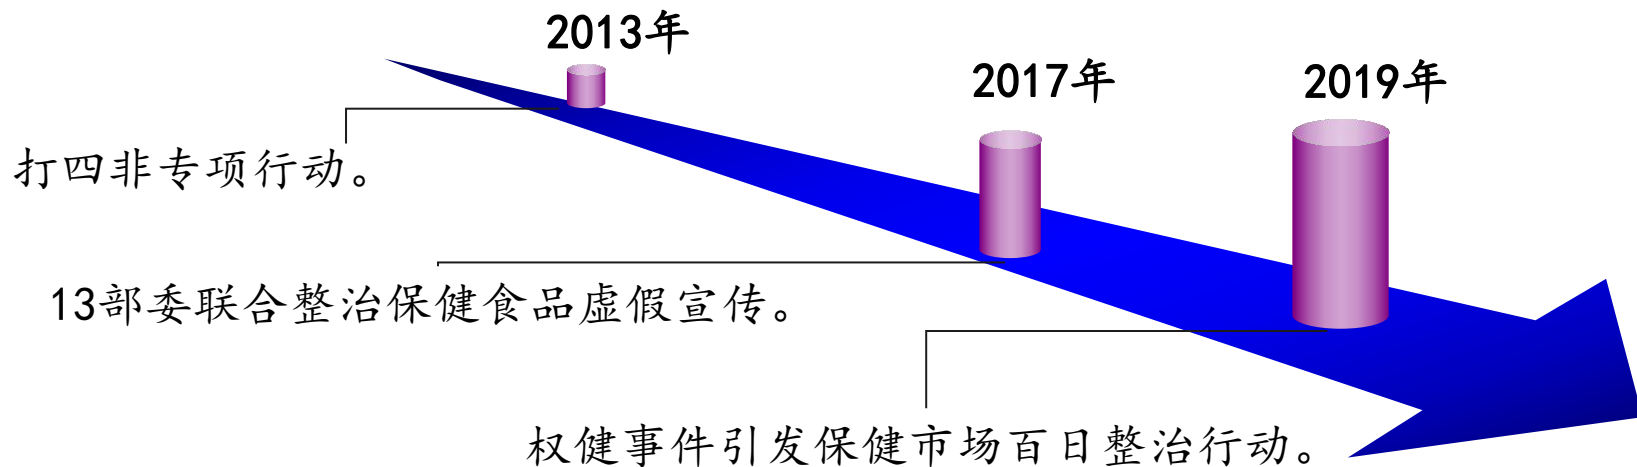 2013年
2017年
2019年
打四非专项行动。
13部委联合整治保健食品虚假宣传。
权健事件引发保健市场百日整治行动。